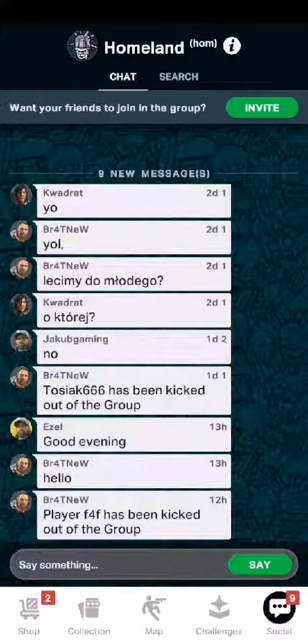 Homeland (hom) i
CHAT SEARCH
Want your friends to join in the group? INVITE
9 NEW MESSAGE(S)
Kwadrat 2d 1
yo
Br4TNeW 2d 1
yol,
Br4TNeW 2d 1
lecimy do młodego?
Kwadrat 2d 1
o której?
Jakubgaming 1d 2
no
Br4TNeW 1d 1
Tosiak666 has been kicked
out of the Group
Ezel 13h
Good evening
Br4TNeW 13h
hello
Br4TNeW 12h
Player f4f has been kicked
out of the Group
Say something... SAY
2 9
Shop Collection Map Challenges Social